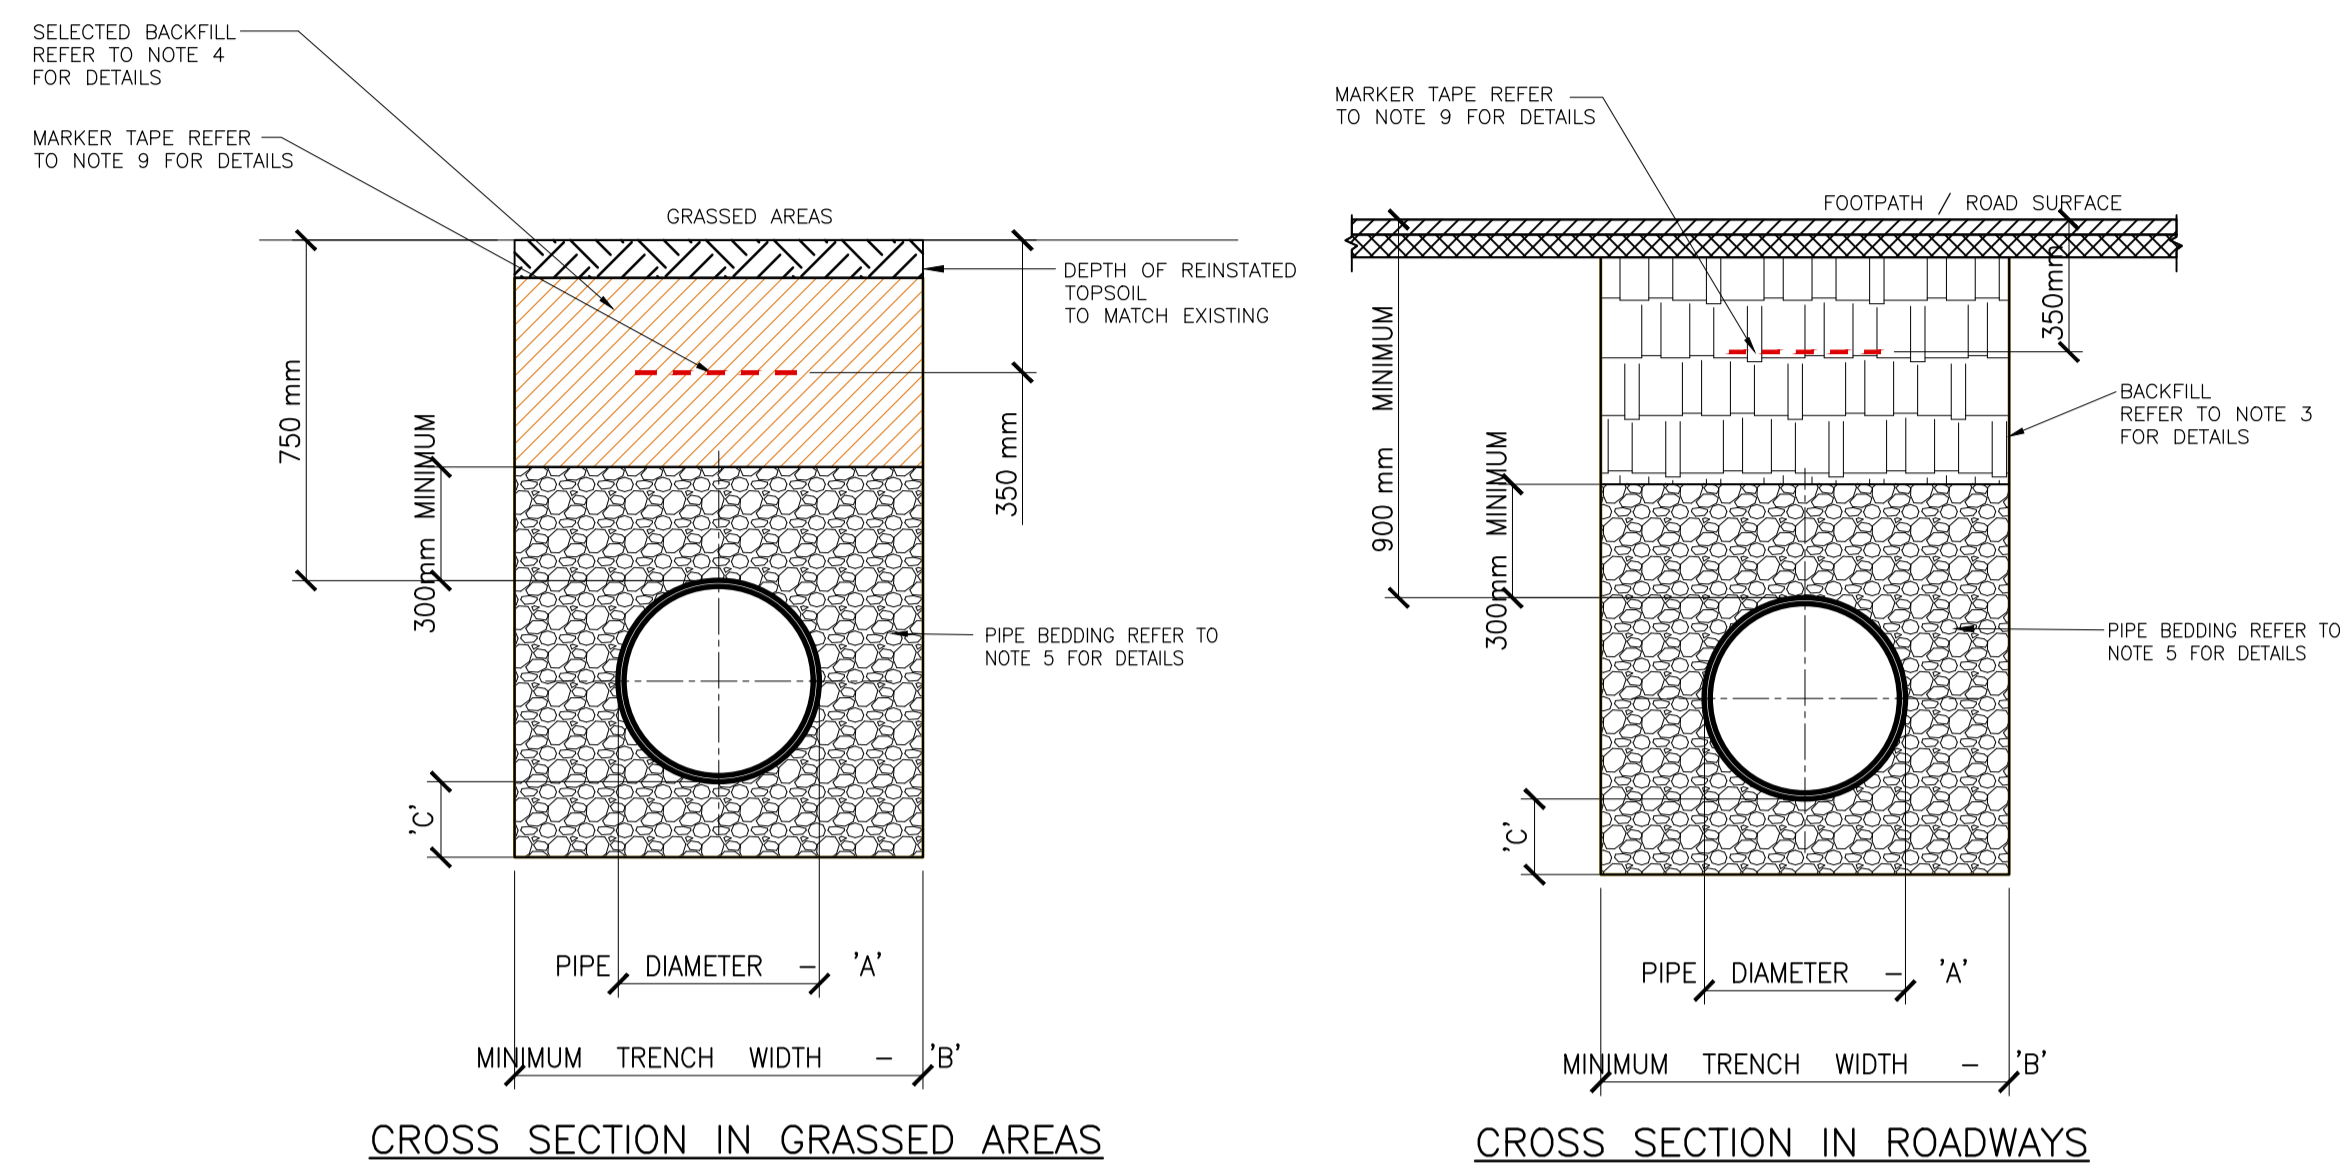 SELECTED BACKFILL
REFER TO NOTE 4
FOR DETAILS
MARKER TAPE REFER
TO NOTE 9 FOR DETAILS
GRASSED AREAS
DEPTH OF REINSTATED
TOPSOIL
TO MATCH EXISTING
750 mm
300mm MINIMUM
350 mm
PIPE BEDDING REFER TO
NOTE 5 FOR DETAILS
'C'
PIPE DIAMETER - 'A'
MINIMUM TRENCH WIDTH - 'B'
CROSS SECTION IN GRASSED AREAS
MARKER TAPE REFER
TO NOTE 9 FOR DETAILS
FOOTPATH / ROAD SURFACE
900 mm MINIMUM
300mm MINIMUM
350mm
BACKFILL
REFER TO NOTE 3
FOR DETAILS
PIPE BEDDING REFER TO
NOTE 5 FOR DETAILS
'C'
PIPE DIAMETER - 'A'
MINIMUM TRENCH WIDTH - 'B'
CROSS SECTION IN ROADWAYS